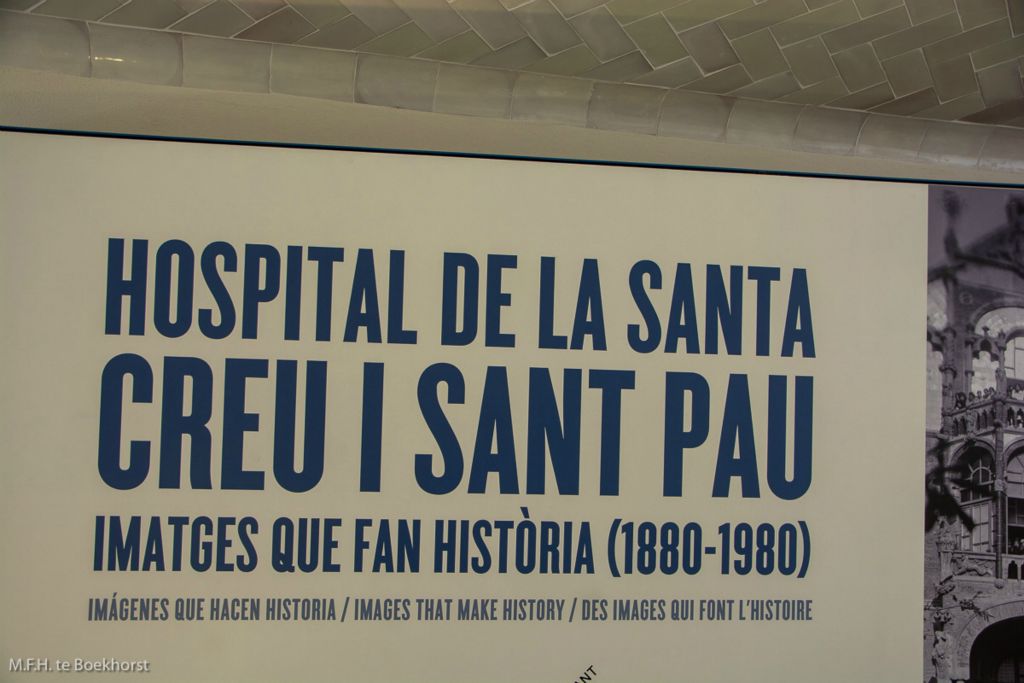 HOSPITAL DE LA SANTA
CREU I SANT PAU
IMATGES QUE FAN HISTÒRIA (1880-1980)
IMÁGENES QUE HACEN HISTORIA / IMAGES THAT MAKE HISTORY / DES IMAGES QUI FONT L'HISTOIRE
M.F.H. te Boekhorst